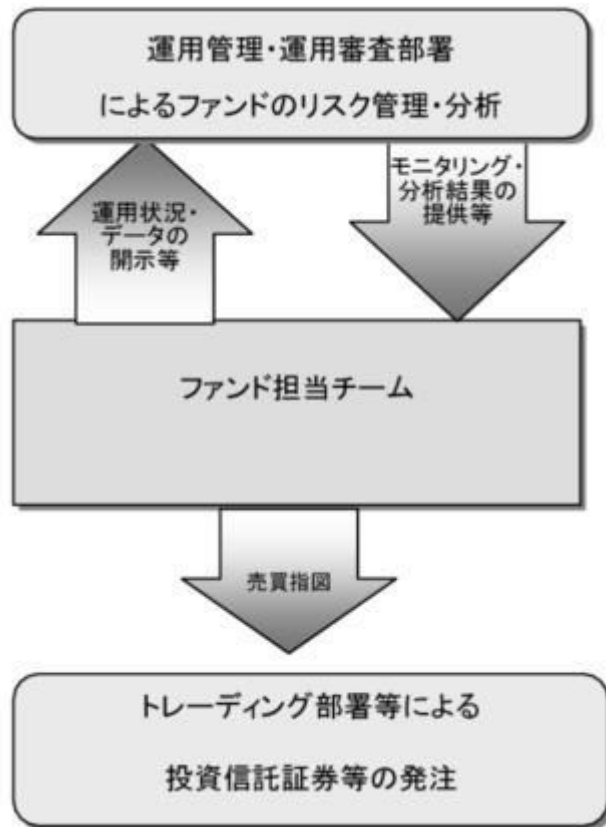 運用管理・運用審査部署
によるファンドのリスク管理・分析
運用状況・
データの
開示等
モニタリング・
分析結果の
提供等
ファンド担当チーム
売買指図
トレーディング部署等による
投資信託証券等の発注